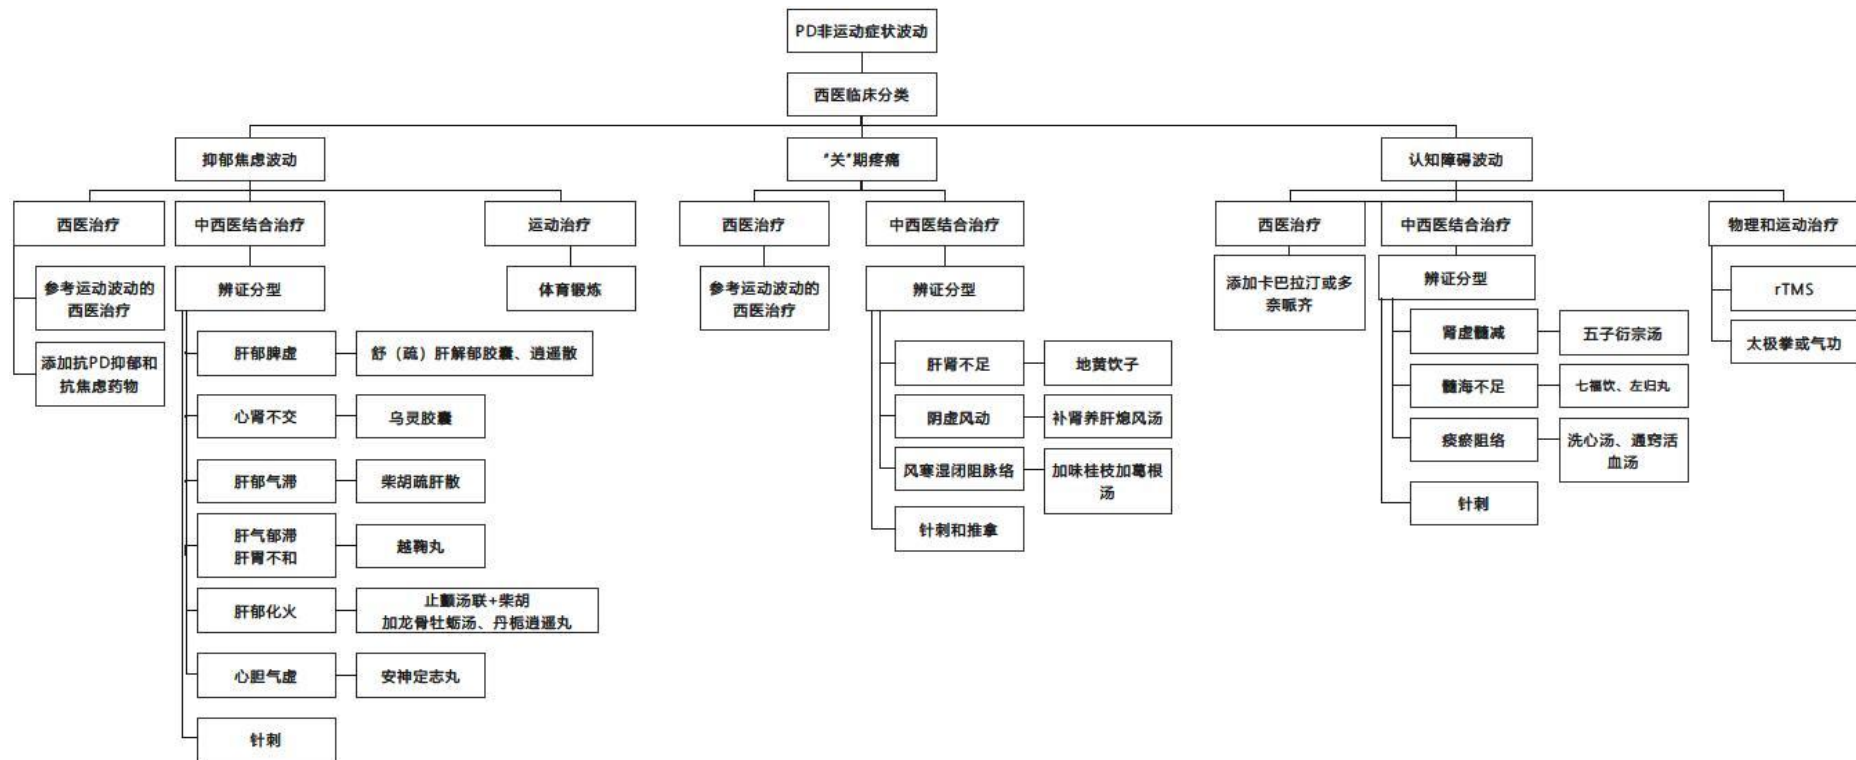 PD非运动症状波动
西医临床分类
抑郁焦虑波动
“关”期疼痛
认知障碍波动
西医治疗
中西医结合治疗
运动治疗
西医治疗
中西医结合治疗
西医治疗
中西医结合治疗
物理和运动治疗
参考运动波动的
西医治疗
添加抗PD抑郁和
抗焦虑药物
辨证分型
肝郁脾虚
舒（疏）肝解郁胶囊、逍遥散
心肾不交
乌灵胶囊
肝郁气滞
柴胡疏肝散
肝气郁滞
肝胃不和
越鞠丸
肝郁化火
止颤汤联+柴胡
加龙骨牡蛎汤、丹栀逍遥丸
心胆气虚
安神定志丸
针刺
体育锻炼
参考运动波动的
西医治疗
辨证分型
肝肾不足
地黄饮子
阴虚风动
补肾养肝熄风汤
风寒湿闭阻脉络
加味桂枝加葛根
汤
针刺和推拿
添加卡巴拉汀或多
奈哌齐
辨证分型
肾虚髓减
五子衍宗汤
髓海不足
七福饮、左归丸
痰瘀阻络
洗心汤、通窍活
血汤
针刺
rTMS
太极拳或气功